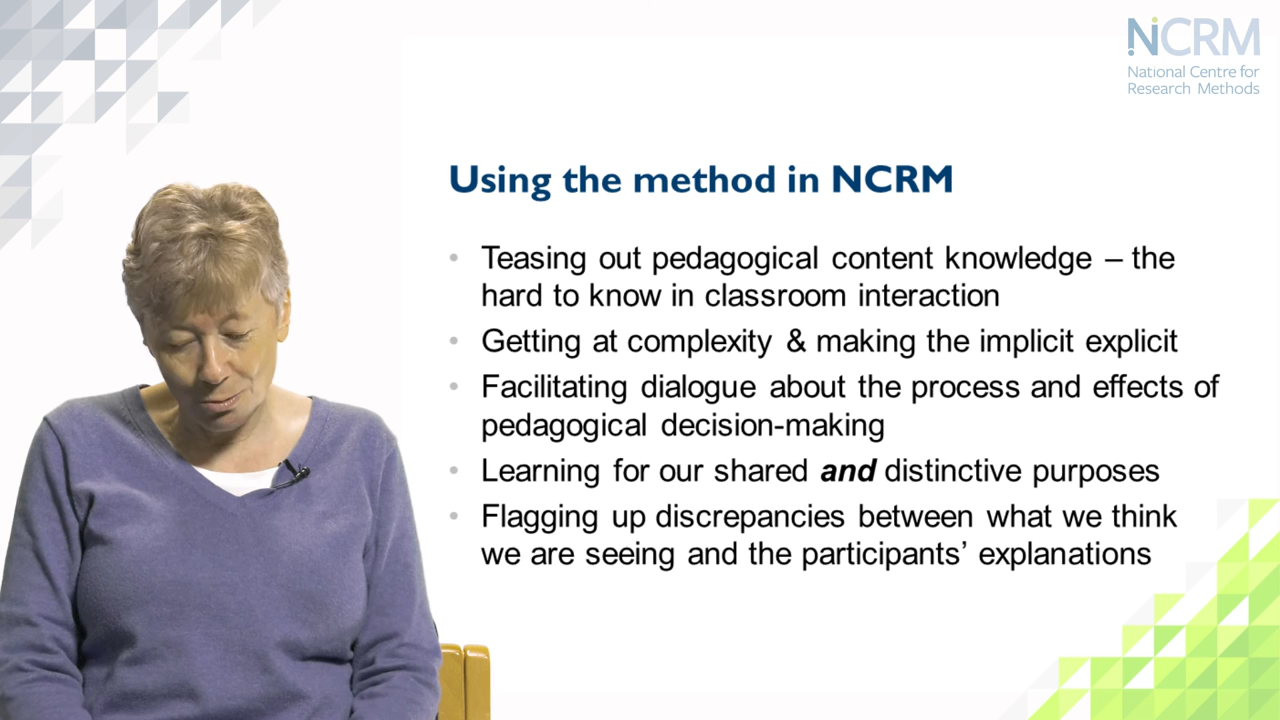 NCRM
National Centre for
Research Methods
Using the method in NCRM
• Teasing out pedagogical content knowledge – the
hard to know in classroom interaction
• Getting at complexity & making the implicit explicit
• Facilitating dialogue about the process and effects of
pedagogical decision-making
• Learning for our shared and distinctive purposes
• Flagging up discrepancies between what we think
we are seeing and the participants’ explanations